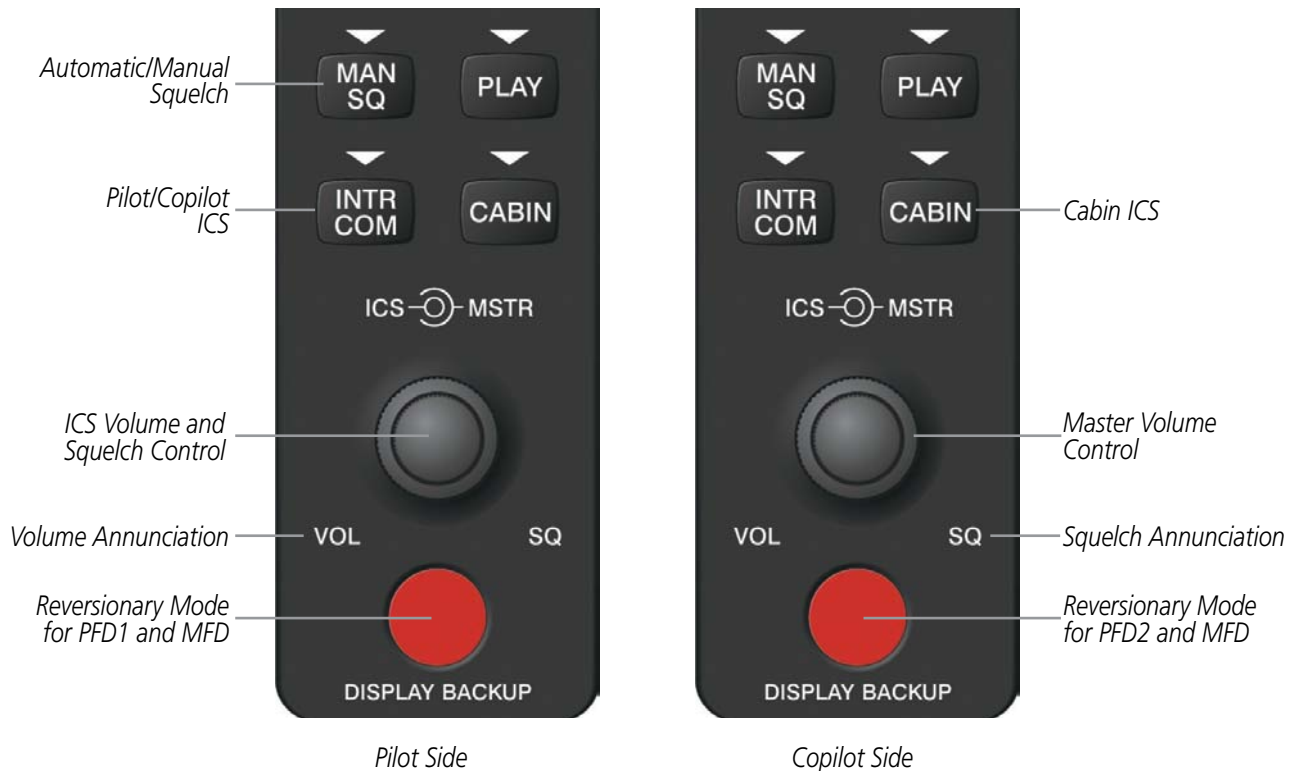 Automatic/Manual
Squelch
MAN
SQ
PLAY
MAN
SQ
PLAY
Pilot/Copilot
ICS
INTR
COM
CABIN
INTR
COM
CABIN
Cabin ICS
ICS MSTR
ICS MSTR
ICS Volume and
Squelch Control
Master Volume
Control
Volume Annunciation
VOL SQ
VOL SQ
Squelch Annunciation
Reversionary Mode
for PFD1 and MFD
Reversionary Mode
for PFD2 and MFD
DISPLAY BACKUP
DISPLAY BACKUP
Pilot Side
Copilot Side